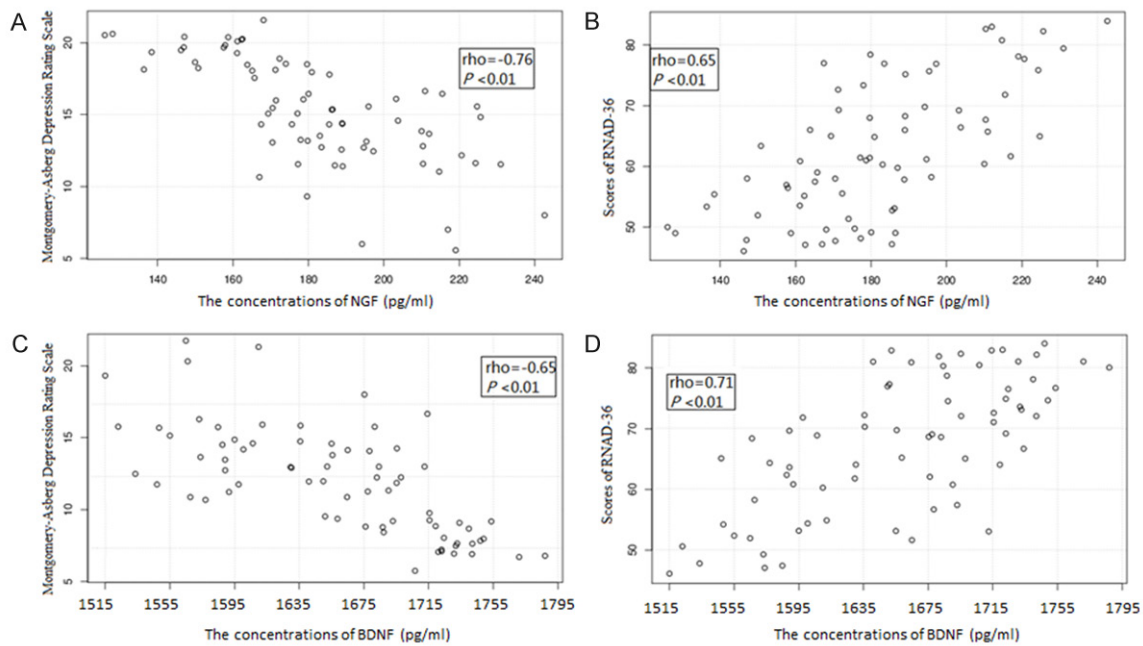 A
Montgomery-Asberg Depression Rating Scale
20
15
10
5
rho=-0.76
P <0.01
140 160 180 200 220 240
The concentrations of NGF (pg/ml)
B
Scores of RNAD-36
80
70
60
50
rho=0.65
P <0.01
140 160 180 200 220 240
The concentrations of NGF (pg/ml)
C
Montgomery-Asberg Depression Rating Scale
20
15
10
5
rho=-0.65
P <0.01
1515 1555 1595 1635 1675 1715 1755 1795
The concentrations of BDNF (pg/ml)
D
Scores of RNAD-36
80
70
60
50
rho=0.71
P <0.01
1515 1555 1595 1635 1675 1715 1755 1795
The concentrations of BDNF (pg/ml)